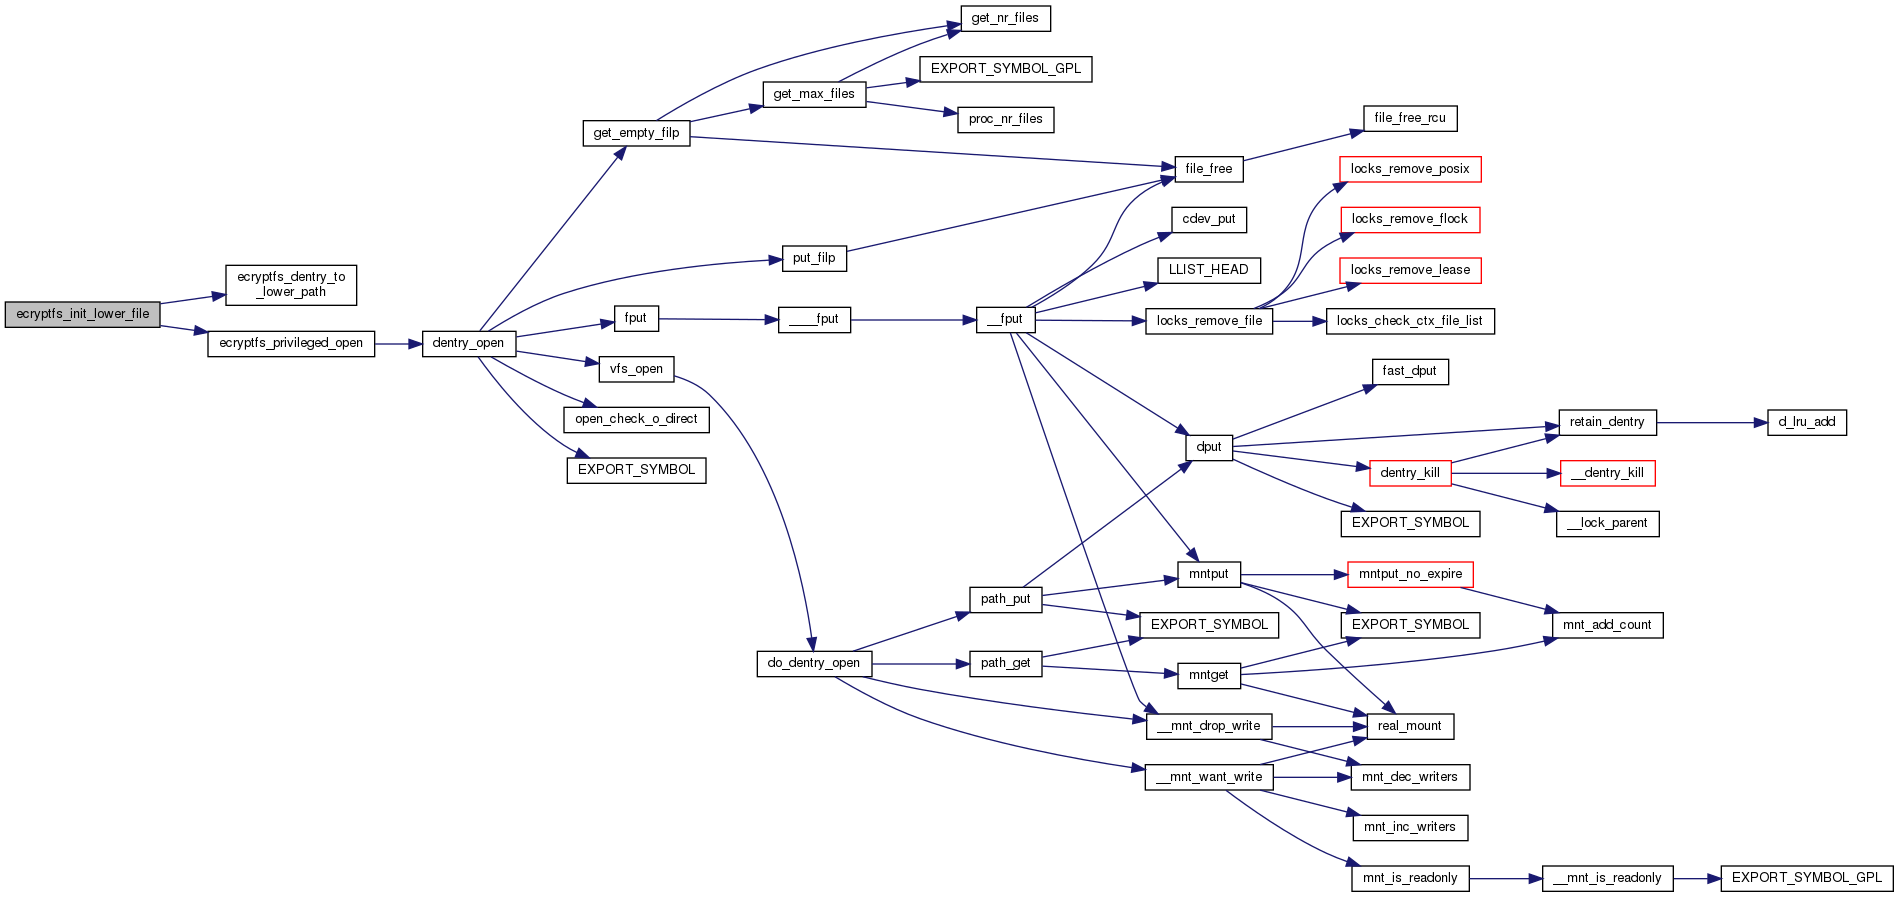 get_nr_files
EXPORT_SYMBOL_GPL
get_max_files
proc_nr_files
file_free_rcu
get_empty_filp
file_free
locks_remove_posix
cdev_put
locks_remove_flock
put_filp
LLIST_HEAD
locks_remove_lease
ecryptfs_dentry_to
_lower_path
ecryptfs_init_lower_file
fput
____fput
__fput
locks_remove_file
locks_check_ctx_file_list
ecryptfs_privileged_open
dentry_open
vfs_open
fast_dput
open_check_o_direct
retain_dentry
d_lru_add
dput
EXPORT_SYMBOL
dentry_kill
__dentry_kill
EXPORT_SYMBOL
__lock_parent
mntput
mntput_no_expire
path_put
EXPORT_SYMBOL
EXPORT_SYMBOL
mnt_add_count
do_dentry_open
path_get
mntget
__mnt_drop_write
real_mount
__mnt_want_write
mnt_dec_writers
mnt_inc_writers
mnt_is_readonly
__mnt_is_readonly
EXPORT_SYMBOL_GPL